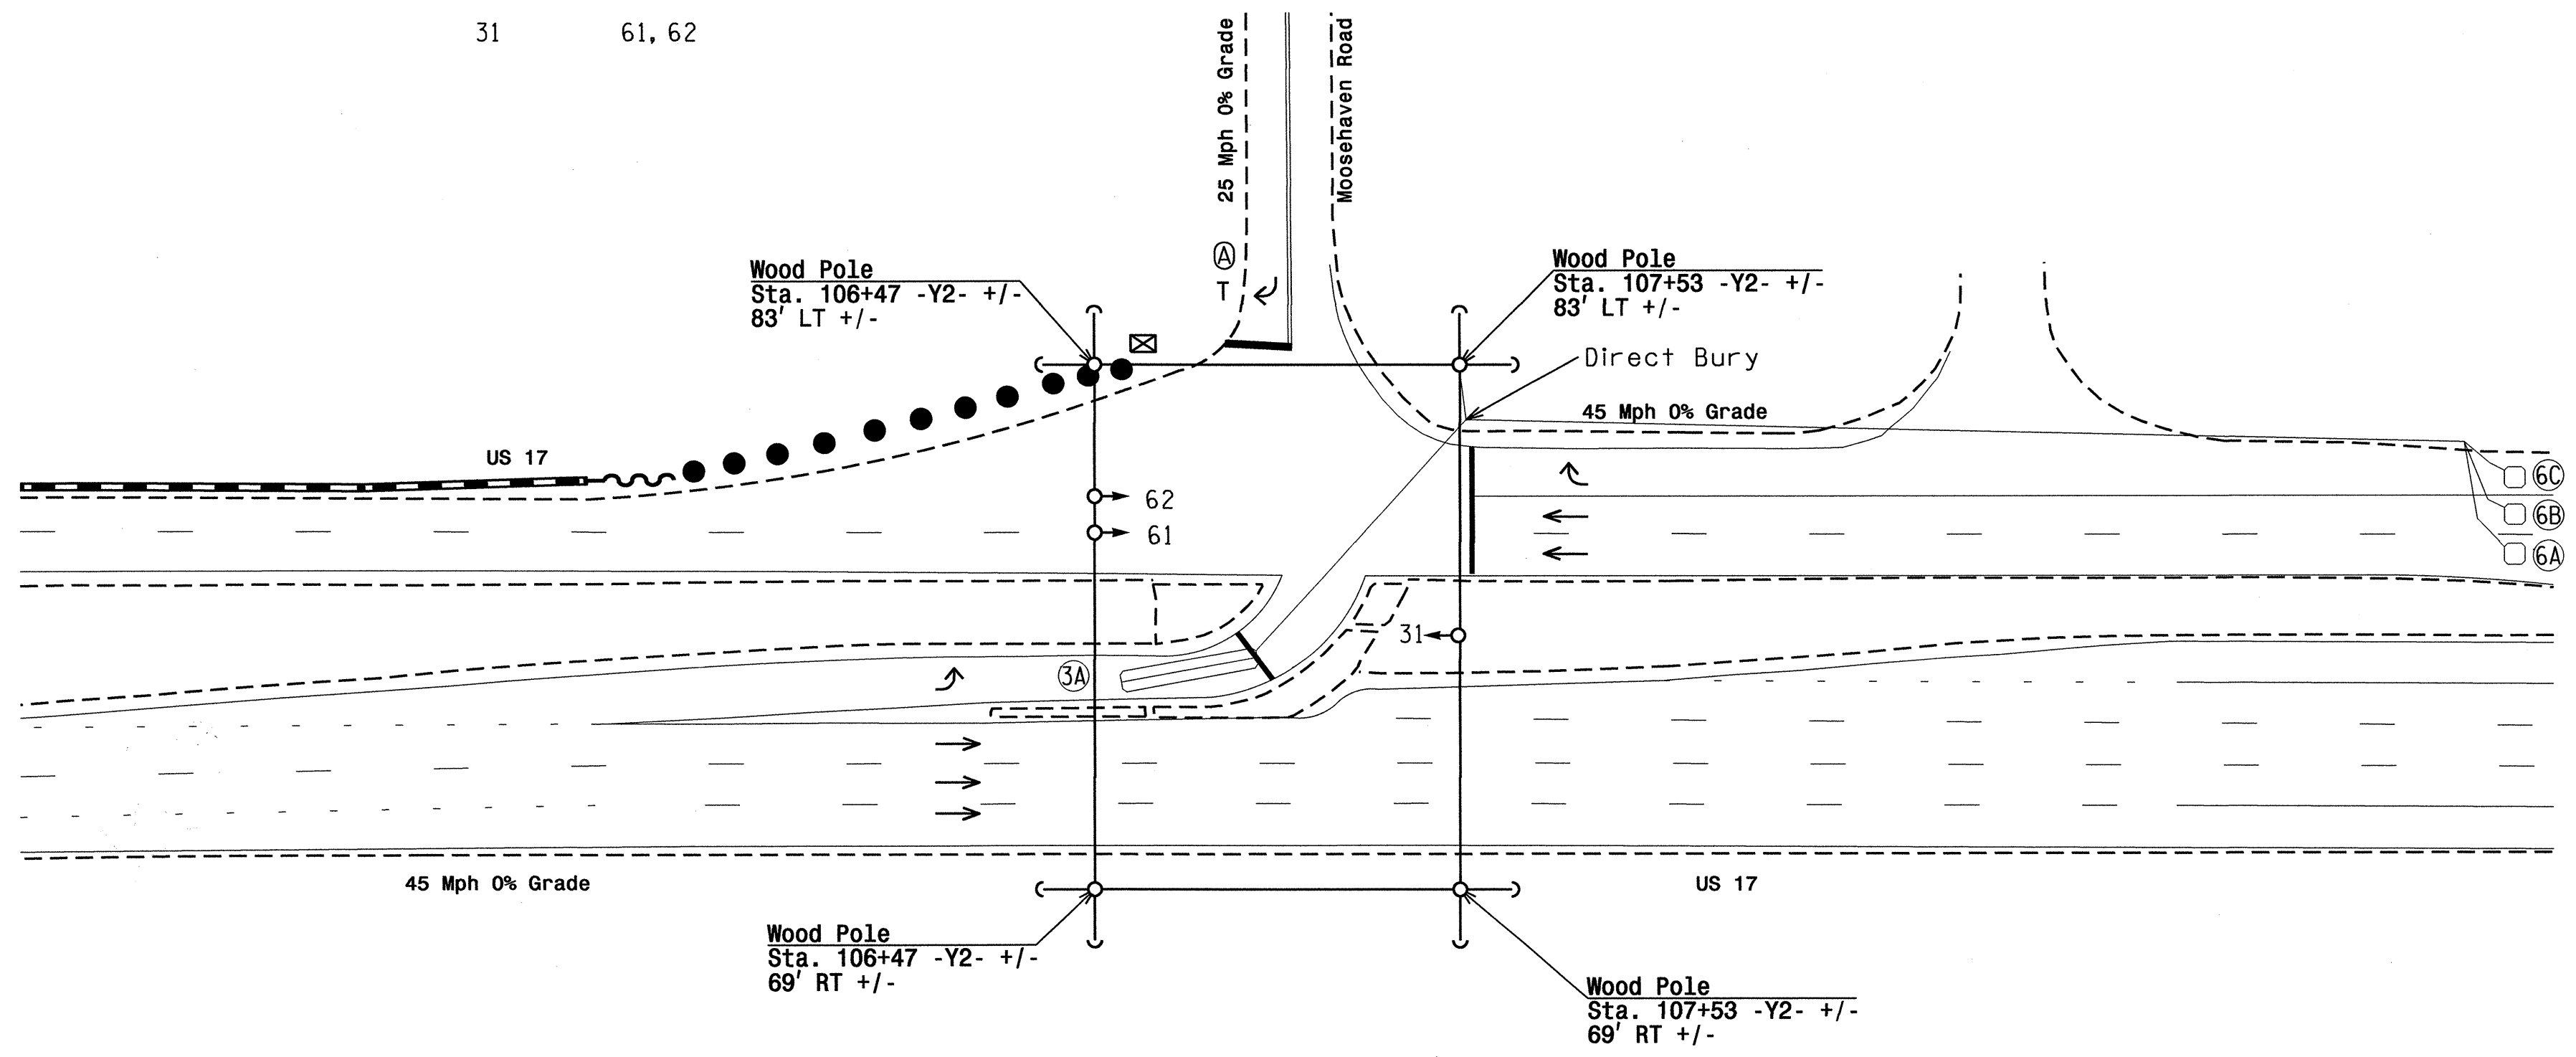 31 61, 62
25 Mph 0% Grade
Moosehaven Road
A
T
Wood Pole
Sta. 106+47 -Y2- +/-
83' LT +/-
Wood Pole
Sta. 107+53 -Y2- +/-
83' LT +/-
Direct Bury
45 Mph 0% Grade
US 17
6C
62
6B
61
6A
31
3A
45 Mph 0% Grade
US 17
Wood Pole
Sta. 106+47 -Y2- +/-
69' RT +/-
Wood Pole
Sta. 107+53 -Y2- +/-
69' RT +/-